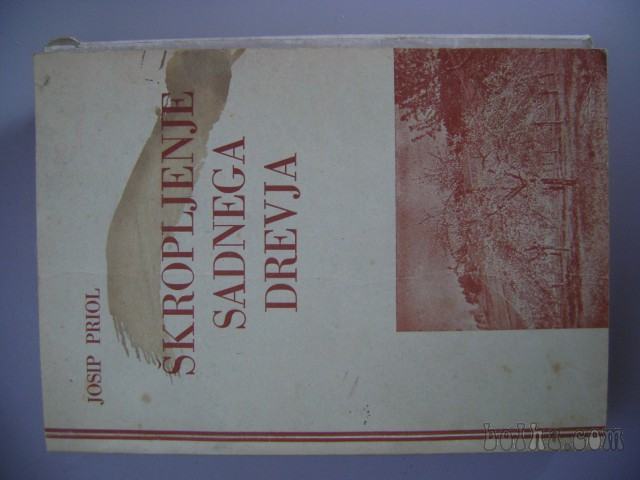 JOSIP PRIOL
ŠKROPLJENJE
SADNEGA
DREVJA
bolha.com